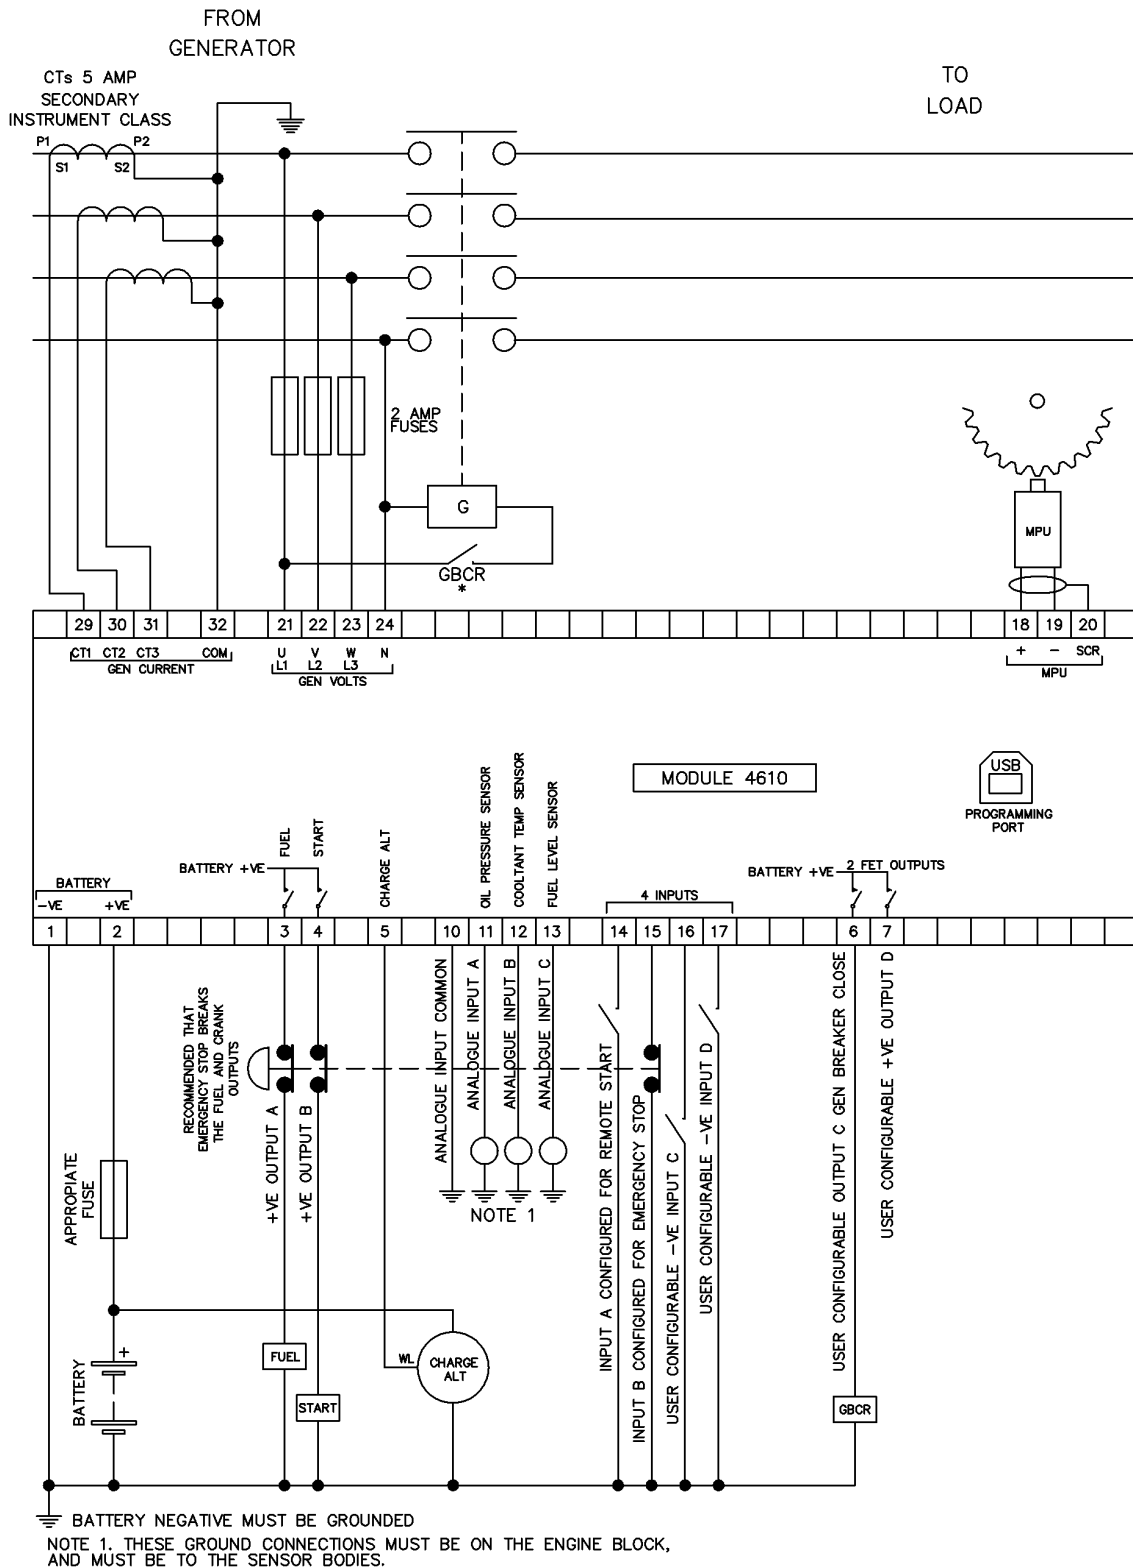 FROM
GENERATOR
CTs 5 AMP
SECONDARY
INSTRUMENT CLASS
TO
LOAD
P1
P2
S1
S2
2 AMP
FUSES
G
GBCR
*
MPU
29
30
31
32
21
22
23
24
18
19
20
CT1
CT2
CT3
COM
GEN CURRENT
U
V
W
N
L1
L2
L3
GEN VOLTS
+
-
SCR
MPU
MODULE 4610
USB
PROGRAMMING
PORT
BATTERY
-VE
+VE
BATTERY +VE
FUEL
START
CHARGE ALT
OIL PRESSURE SENSOR
COOLTANT TEMP SENSOR
FUEL LEVEL SENSOR
4 INPUTS
BATTERY +VE
2 FET OUTPUTS
1
2
3
4
5
10
11
12
13
14
15
16
17
6
7
RECOMMENDED THAT
EMERGENCY STOP BREAKS
THE FUEL AND CRANK
OUTPUTS
+VE OUTPUT A
+VE OUTPUT B
ANALOGUE INPUT COMMON
ANALOGUE INPUT A
ANALOGUE INPUT B
ANALOGUE INPUT C
NOTE 1
INPUT A CONFIGURED FOR REMOTE START
INPUT B CONFIGURED FOR EMERGENCY STOP
USER CONFIGURABLE -VE INPUT C
USER CONFIGURABLE -VE INPUT D
USER CONFIGURABLE OUTPUT C GEN BREAKER CLOSE
USER CONFIGURABLE +VE OUTPUT D
APPROPIATE
FUSE
+
BATTERY
FUEL
START
WL
CHARGE
ALT
GBCR
BATTERY NEGATIVE MUST BE GROUNDED
NOTE 1. THESE GROUND CONNECTIONS MUST BE ON THE ENGINE BLOCK,
AND MUST BE TO THE SENSOR BODIES.